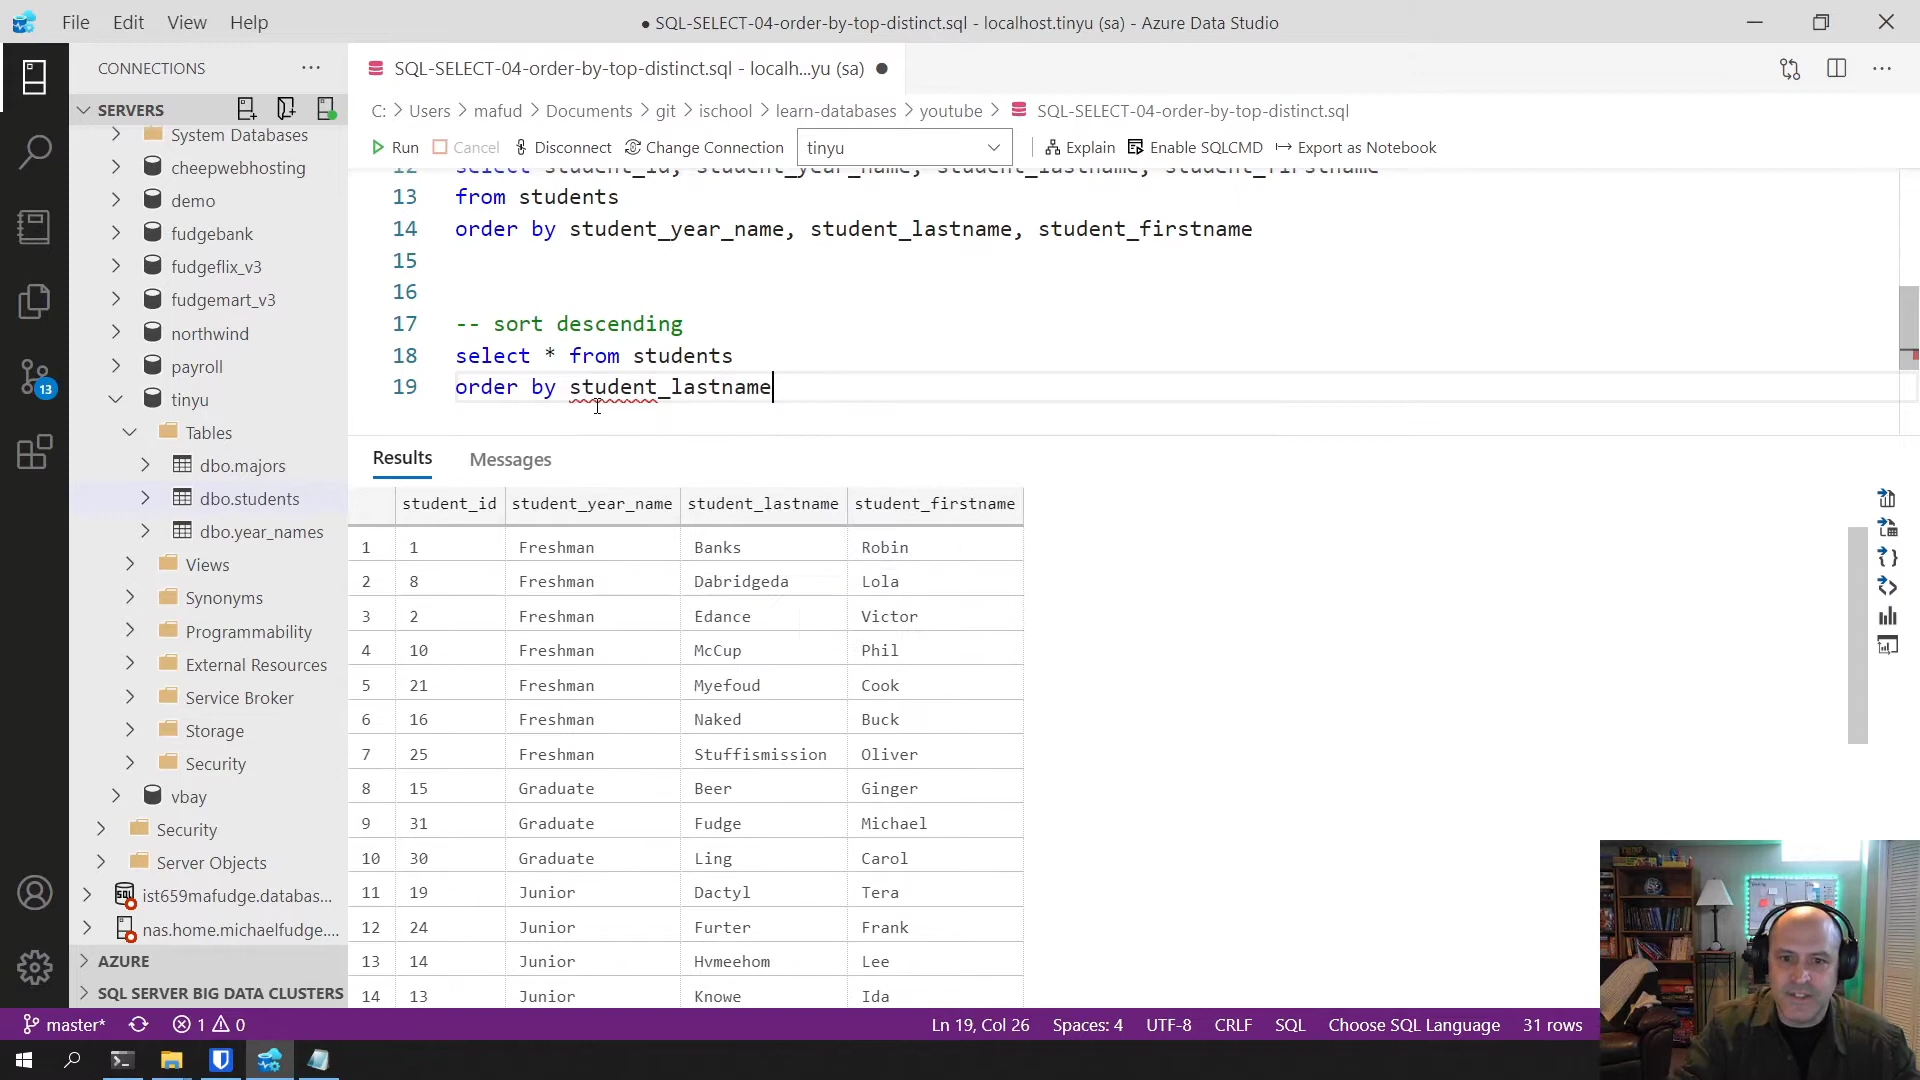 File Edit View Help
● SQL-SELECT-04-order-by-top-distinct.sql - localhost.tinyu (sa) - Azure Data Studio
CONNECTIONS
SERVERS
System Databases
cheepwebhosting
demo
fudgebank
fudgeflix_v3
fudgemart_v3
northwind
payroll
tinyu
Tables
dbo.majors
dbo.students
dbo.year_names
Views
Synonyms
Programmability
External Resources
Service Broker
Storage
Security
vbay
Security
Server Objects
ist659mafudge.databas...
nas.home.michaelfudge....
AZURE
SQL SERVER BIG DATA CLUSTERS
13
SQL-SELECT-04-order-by-top-distinct.sql - localh...yu (sa) ●
C: > Users > mafud > Documents > git > ischool > learn-databases > youtube > SQL-SELECT-04-order-by-top-distinct.sql
Run Cancel Disconnect Change Connection tinyu Explain Enable SQLCMD Export as Notebook
12 select student_id, student_year_name, student_lastname, student_firstname
13 from students
14 order by student_year_name, student_lastname, student_firstname
15
16
17 -- sort descending
18 select * from students
19 order by student_lastname
Results Messages
student_id student_year_name student_lastname student_firstname
1 1 Freshman Banks Robin
2 8 Freshman Dabridgeda Lola
3 2 Freshman Edance Victor
4 10 Freshman McCup Phil
5 21 Freshman Myefoud Cook
6 16 Freshman Naked Buck
7 25 Freshman Stuffismission Oliver
8 15 Graduate Beer Ginger
9 31 Graduate Fudge Michael
10 30 Graduate Ling Carol
11 19 Junior Dactyl Tera
12 24 Junior Furter Frank
13 14 Junior Hvmeehom Lee
14 13 Junior Knowe Ida
master* 1 0 Ln 19, Col 26 Spaces: 4 UTF-8 CRLF SQL Choose SQL Language 31 rows